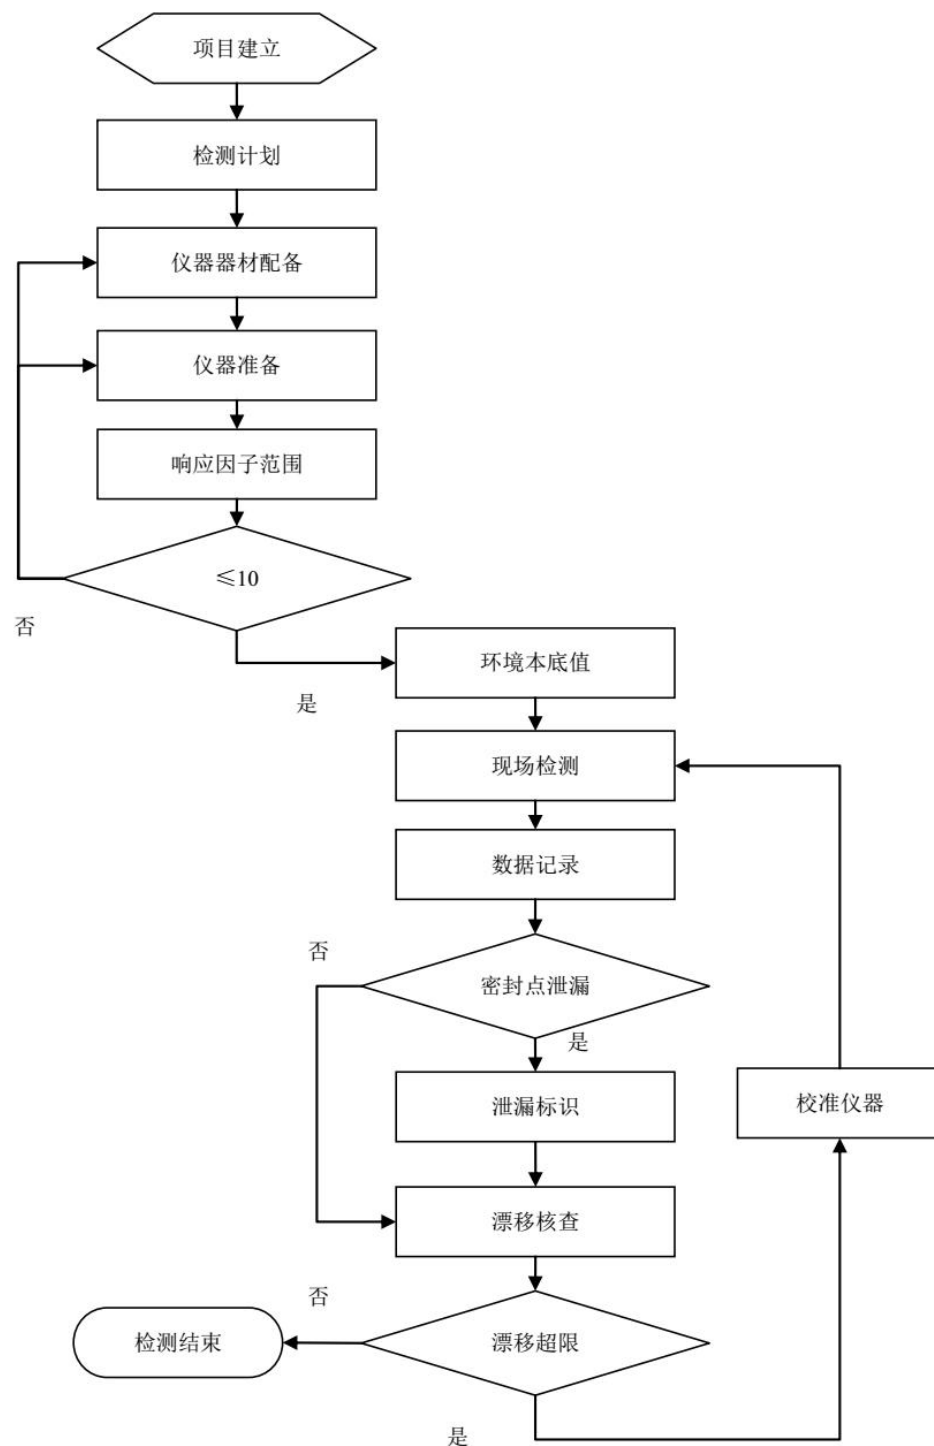 项目建立
检测计划
仪器器材配备
仪器准备
响应因子范围
≤10
否
环境本底值
是
现场检测
数据记录
否
密封点泄漏
是
泄漏标识
校准仪器
漂移核查
否
检测结束
漂移超限
是